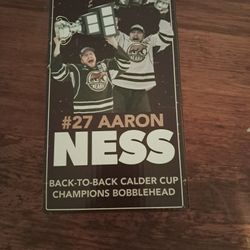 #27 AARON
NESS
BACK-TO-BACK CALDER CUP
CHAMPIONS BOBBLEHEAD